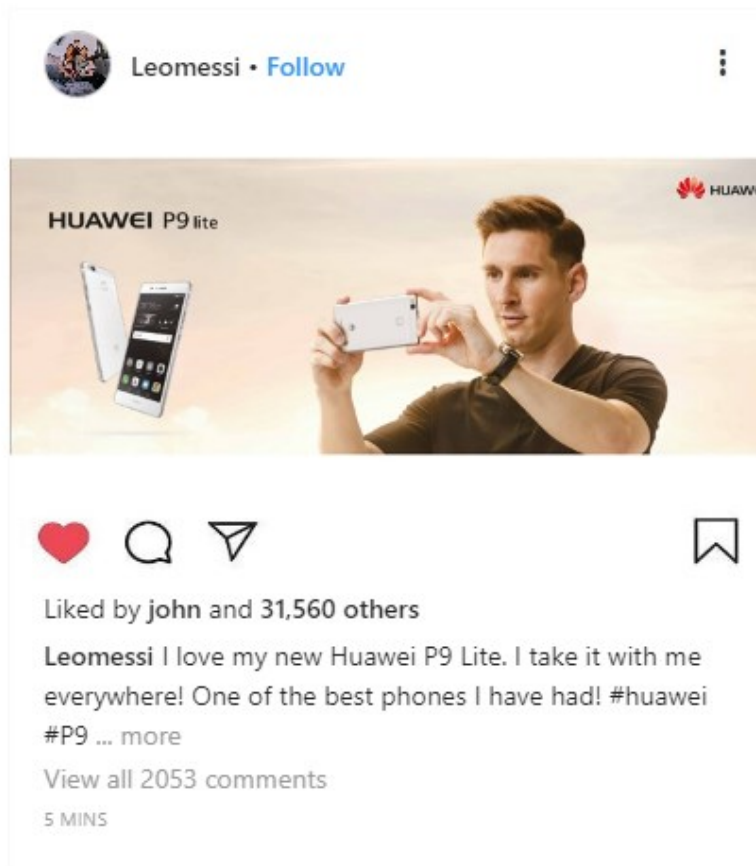 Leomessi • Follow
HUAWEI
HUAWEI P9 lite
Liked by john and 31,560 others
Leomessi I love my new Huawei P9 Lite. I take it with me
everywhere! One of the best phones I have had! #huawei
#P9 ... more
View all 2053 comments
5 MINS